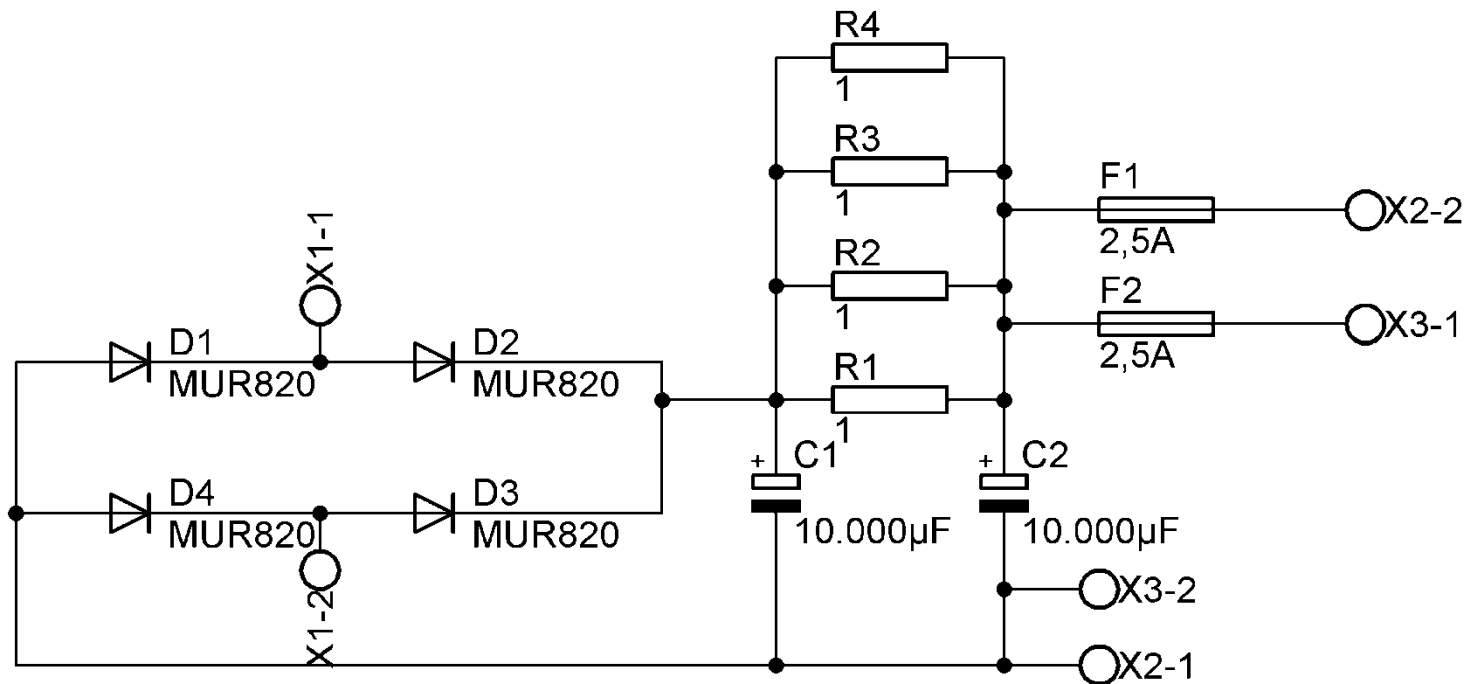 R4
1
R3
1
F1
X2-2
2,5A
R2
1
F2
X3-1
2,5A
X1-1
D1
MUR820
D2
MUR820
R1
1
+
C1
10.000µF
+
C2
10.000µF
D4
MUR820
D3
MUR820
X1-2
X3-2
X2-1